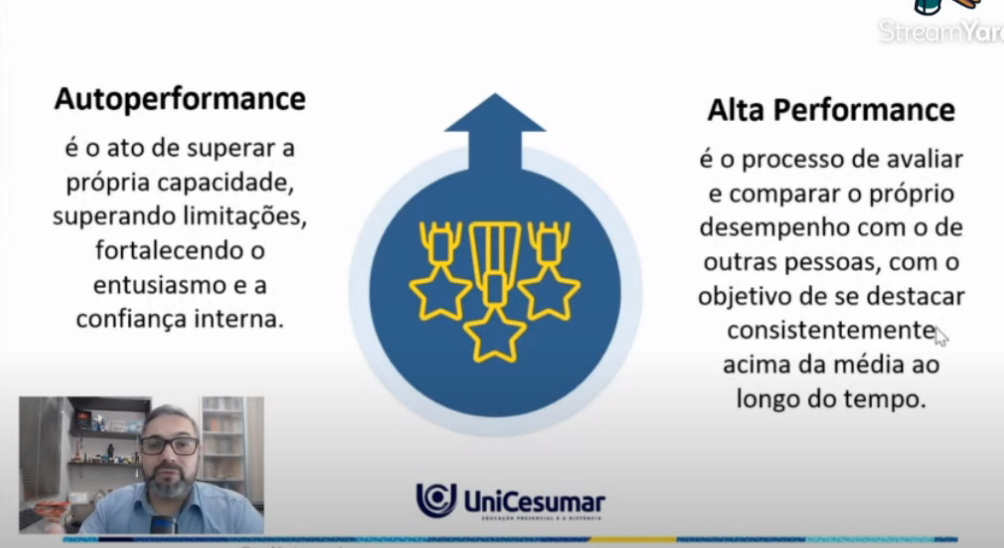 StreamYard
Autoperformance
é o ato de superar a
própria capacidade,
superando limitações,
fortalecendo o
entusiasmo e a
confiança interna.
Alta Performance
é o processo de avaliar
e comparar o próprio
desempenho com o de
outras pessoas, com o
objetivo de se destacar
consistentemente
acima da média ao
longo do tempo.
UniCesumar
EDUCAÇÃO PRESENCIAL E A DISTÂNCIA